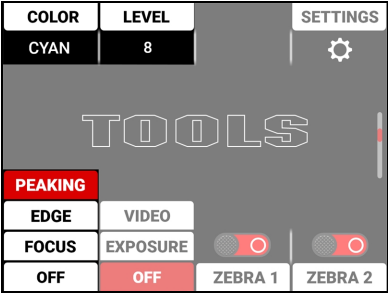 COLOR LEVEL SETTINGS
CYAN 8
TOOLS
PEAKING
EDGE VIDEO
FOCUS EXPOSURE
OFF OFF ZEBRA 1 ZEBRA 2